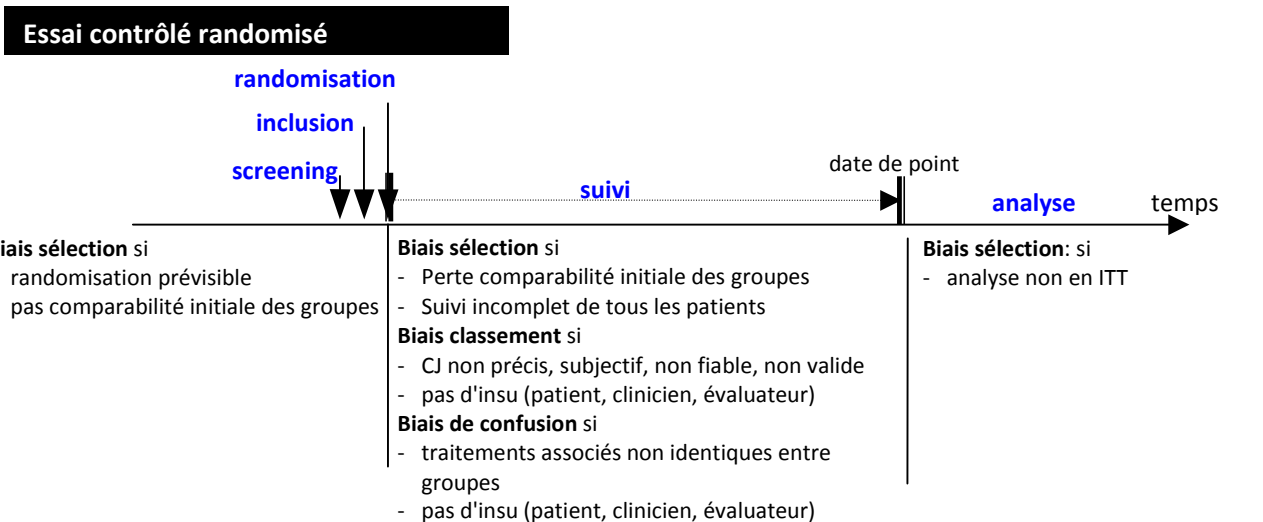 Essai contrôlé randomisé
randomisation
inclusion
screening
suivi
date de point
analyse
temps
iais sélection si
randomisation prévisible
pas comparabilité initiale des groupes
Biais sélection si
- Perte comparabilité initiale des groupes
- Suivi incomplet de tous les patients
Biais classement si
- CJ non précis, subjectif, non fiable, non valide
- pas d'insu (patient, clinicien, évaluateur)
Biais de confusion si
- traitements associés non identiques entre
groupes
- pas d'insu (patient, clinicien, évaluateur)
Biais sélection: si
- analyse non en ITT